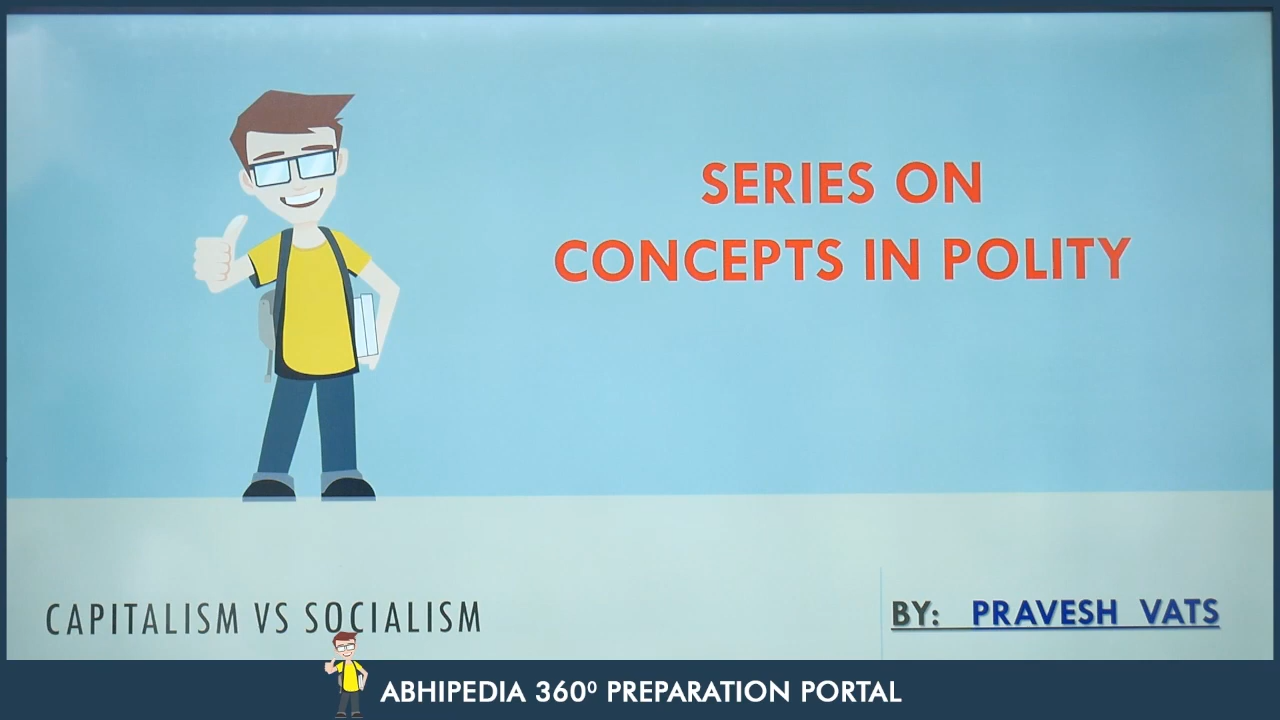 SERIES ON
CONCEPTS IN POLITY
CAPITALISM VS SOCIALISM
BY: PRAVESH VATS
ABHIPEDIA 360⁰ PREPARATION PORTAL